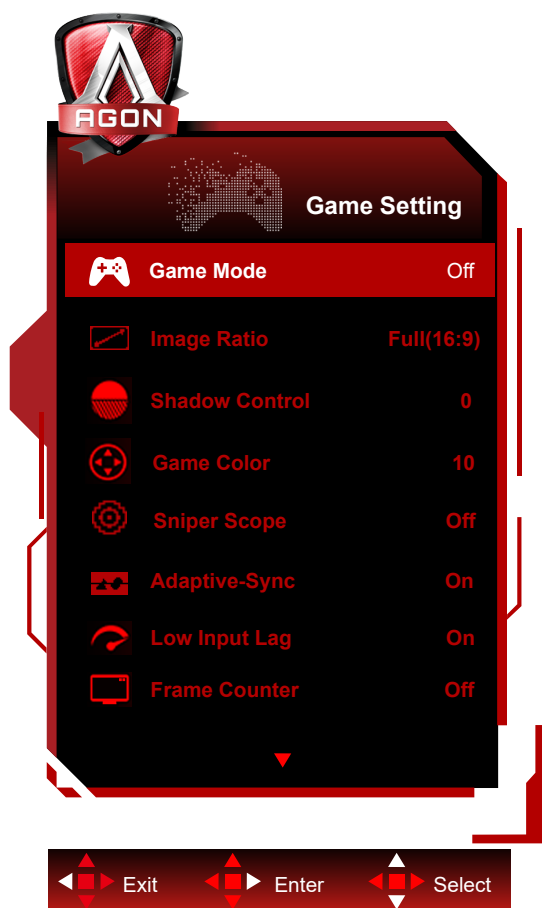 AGON
Game Setting
Game Mode Off
Image Ratio Full(16:9)
Shadow Control 0
Game Color 10
Sniper Scope Off
Adaptive-Sync On
Low Input Lag On
Frame Counter Off
Exit Enter Select